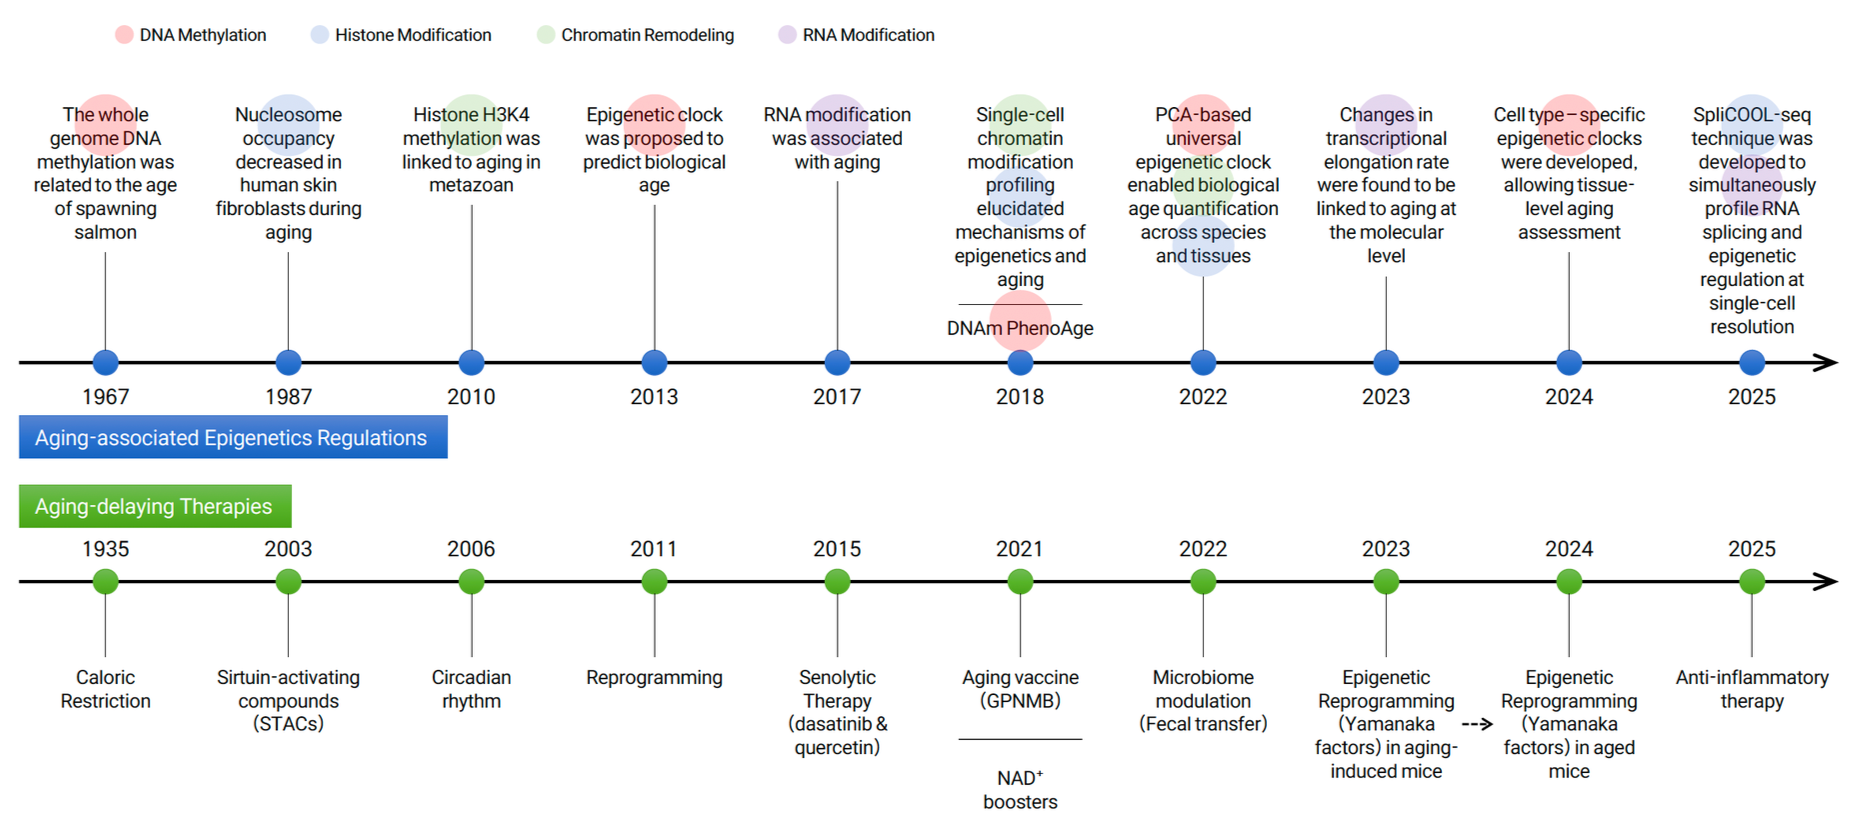 DNA Methylation
Histone Modification
Chromatin Remodeling
RNA Modification
The whole
genome DNA
methylation was
related to the age
of spawning
salmon
Nucleosome
occupancy
decreased in
human skin
fibroblasts during
aging
Histone H3K4
methylation was
linked to aging in
metazoan
Epigenetic clock
was proposed to
predict biological
age
RNA modification
was associated
with aging
Single-cell
chromatin
modification
profiling
elucidated
mechanisms of
epigenetics and
aging
DNAm PhenoAge
PCA-based
universal
epigenetic clock
enabled biological
age quantification
across species
and tissues
Changes in
transcriptional
elongation rate
were found to be
linked to aging at
the molecular
level
Cell type–specific
epigenetic clocks
were developed,
allowing tissue-
level aging
assessment
SpliCOOL-seq
technique was
developed to
simultaneously
profile RNA
splicing and
epigenetic
regulation at
single-cell
resolution
1967
1987
2010
2013
2017
2018
2022
2023
2024
2025
Aging-associated Epigenetics Regulations
Aging-delaying Therapies
1935
2003
2006
2011
2015
2021
2022
2023
2024
2025
Caloric
Restriction
Sirtuin-activating
compounds
(STACs)
Circadian
rhythm
Reprogramming
Senolytic
Therapy
(dasatinib &
quercetin)
Aging vaccine
(GPNMB)
NAD⁺
boosters
Microbiome
modulation
(Fecal transfer)
Epigenetic
Reprogramming
(Yamanaka
factors) in aging-
induced mice
Epigenetic
Reprogramming
(Yamanaka
factors) in aged
mice
Anti-inflammatory
therapy